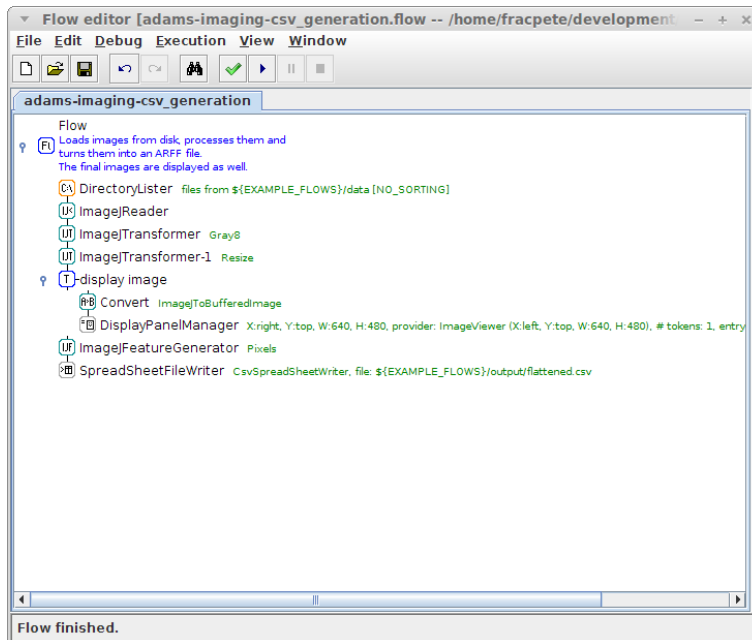 Flow editor [adams-imaging-csv_generation.flow -- /home/fracpete/development
File Edit Debug Execution View Window
adams-imaging-csv_generation
Flow
Loads images from disk, processes them and
turns them into an ARFF file.
The final images are displayed as well.
DirectoryLister files from ${EXAMPLE_FLOWS}/data [NO_SORTING]
ImageJReader
ImageJTransformer Gray8
ImageJTransformer-1 Resize
display image
Convert ImageJToBufferedImage
DisplayPanelManager X:right, Y:top, W:640, H:480, provider: ImageViewer (X:left, Y:top, W:640, H:480), # tokens: 1, entry
ImageJFeatureGenerator Pixels
SpreadSheetFileWriter CsvSpreadSheetWriter, file: ${EXAMPLE_FLOWS}/output/flattened.csv
Flow finished.